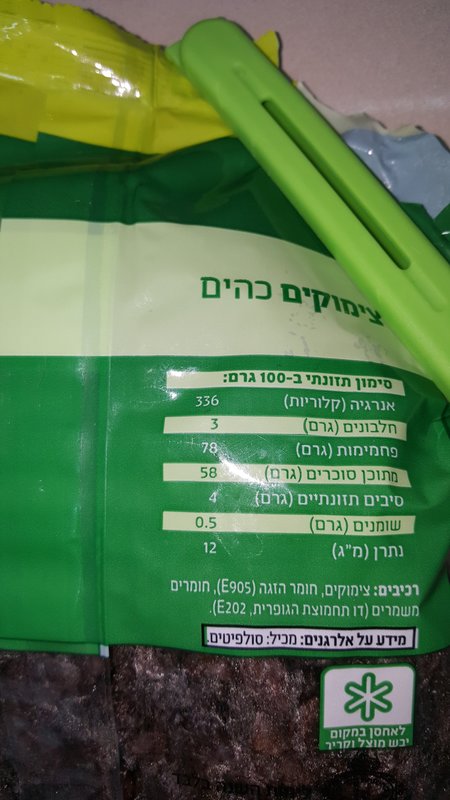 צימוקים כהים
סימון תזונתי ב-100 גרם:
אנרגיה (קלוריות) 336
חלבונים (גרם) 3
פחמימות (גרם) 78
מתוכן סוכרים (גרם) 58
סיבים תזונתיים (גרם) 4
שומנים (גרם) 0.5
נתרן (מ"ג) 12
רכיבים: צימוקים, חומר הזגה (E905), חומרים
משמרים (דו תחמוצת הגופרית, E202).
מידע על אלרגנים: מכיל: סולפיטים.
לאחסן במקום
יבש מוצל וקריר